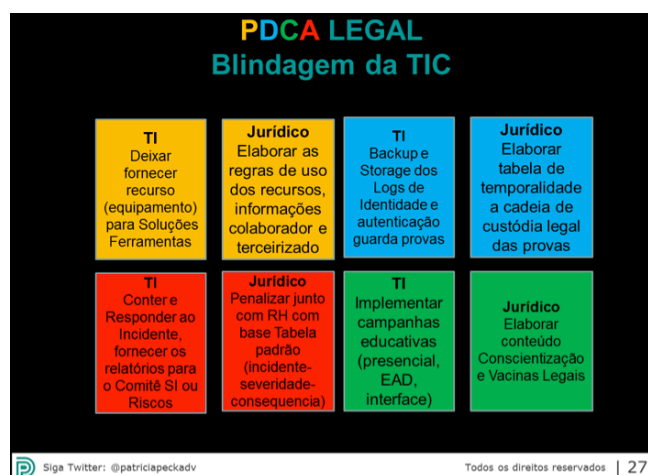 PDCA LEGAL
Blindagem da TIC
TI
Deixar
fornecer
recurso
(equipamento)
para Soluções
Ferramentas
Jurídico
Elaborar as
regras de uso
dos recursos,
informações
colaborador e
terceirizado
TI
Backup e
Storage dos
Logs de
Identidade e
autenticação
guarda provas
Jurídico
Elaborar
tabela de
temporalidade
a cadeia de
custódia legal
das provas
TI
Conter e
Responder ao
Incidente,
fornecer os
relatórios para
o Comitê SI ou
Riscos
Jurídico
Penalizar junto
com RH com
base Tabela
padrão
(incidente-
severidade-
consequencia)
TI
Implementar
campanhas
educativas
(presencial,
EAD,
interface)
Jurídico
Elaborar
conteúdo
Conscientização
e Vacinas Legais
Siga Twitter: @patriciapeckadv
Todos os direitos reservados | 27